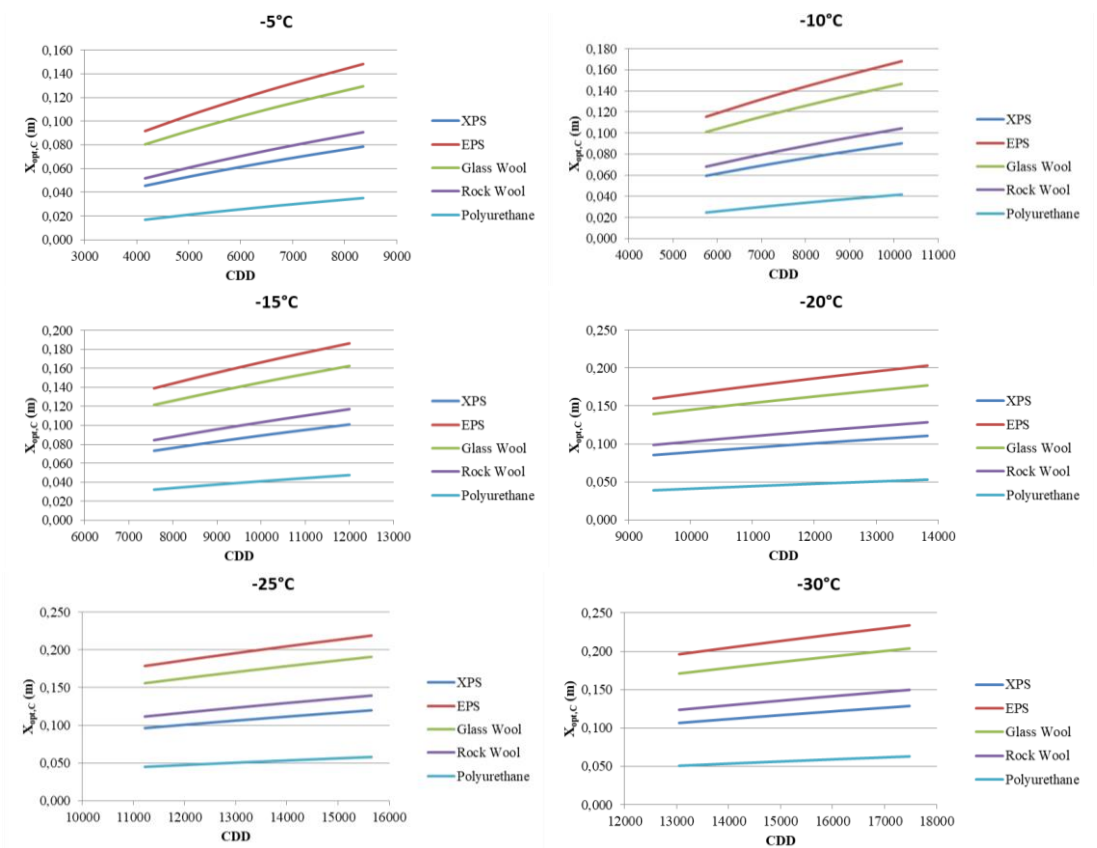 -5°C
0,160
0,140
0,120
0,100
0,080
0,060
0,040
0,020
0,000
X opt,C (m)
3000 4000 5000 6000 7000 8000 9000
CDD
XPS
EPS
Glass Wool
Rock Wool
Polyurethane
-10°C
0,180
0,160
0,140
0,120
0,100
0,080
0,060
0,040
0,020
0,000
X opt,C (m)
4000 5000 6000 7000 8000 9000 10000 11000
CDD
XPS
EPS
Glass Wool
Rock Wool
Polyurethane
-15°C
0,200
0,180
0,160
0,140
0,120
0,100
0,080
0,060
0,040
0,020
0,000
X opt,C (m)
6000 7000 8000 9000 10000 11000 12000 13000
CDD
XPS
EPS
Glass Wool
Rock Wool
Polyurethane
-20°C
0,250
0,200
0,150
0,100
0,050
0,000
X opt,C (m)
9000 10000 11000 12000 13000 14000
CDD
XPS
EPS
Glass Wool
Rock Wool
Polyurethane
-25°C
0,250
0,200
0,150
0,100
0,050
0,000
X opt,C (m)
10000 11000 12000 13000 14000 15000 16000
CDD
XPS
EPS
Glass Wool
Rock Wool
Polyurethane
-30°C
0,250
0,200
0,150
0,100
0,050
0,000
X opt,C (m)
12000 13000 14000 15000 16000 17000 18000
CDD
XPS
EPS
Glass Wool
Rock Wool
Polyurethane